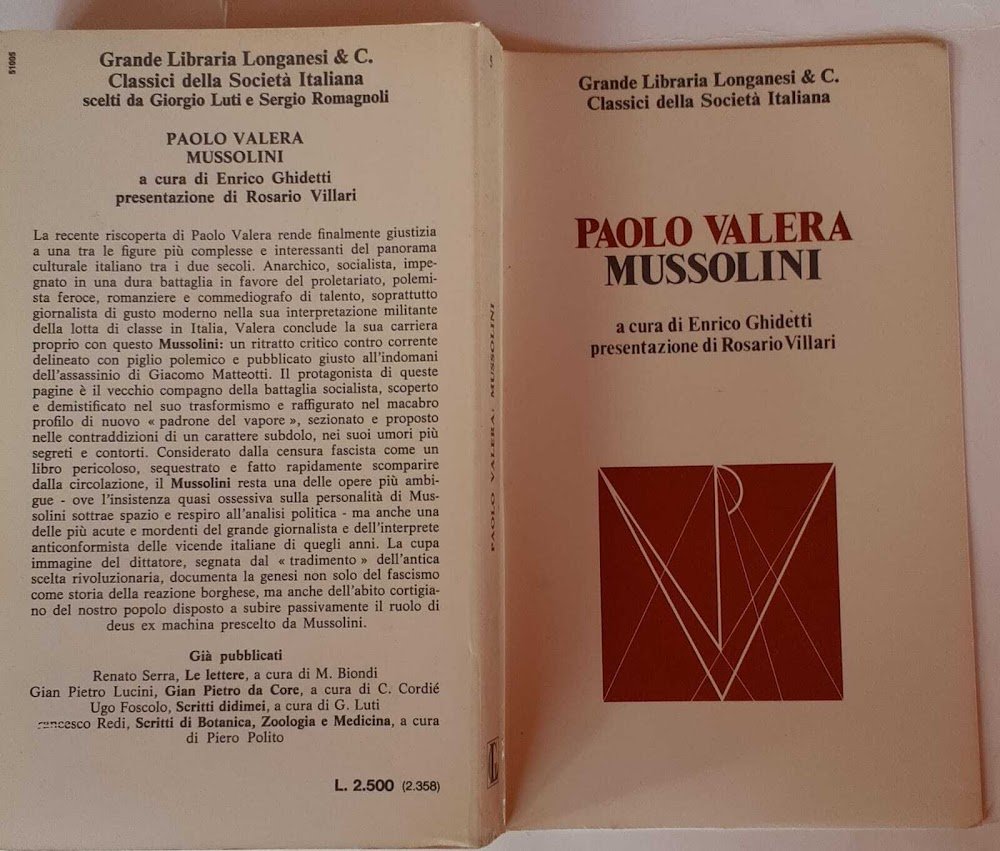 51005
Grande Libraria Longanesi & C.
Classici della Società Italiana
scelti da Giorgio Luti e Sergio Romagnoli
PAOLO VALERA
MUSSOLINI
a cura di Enrico Ghidetti
presentazione di Rosario Villari
La recente riscoperta di Paolo Valera rende finalmente giustizia
a una tra le figure più complesse e interessanti del panorama
culturale italiano tra i due secoli. Anarchico, socialista, impe-
gnato in una dura battaglia in favore del proletariato, polemi-
sta feroce, romanziere e commediografo di talento, soprattutto
giornalista di gusto moderno nella sua interpretazione militante
della lotta di classe in Italia, Valera conclude la sua carriera
proprio con questo Mussolini: un ritratto critico contro corrente
delineato con piglio polemico e pubblicato giusto all'indomani
dell'assassinio di Giacomo Matteotti. Il protagonista di queste
pagine è il vecchio compagno della battaglia socialista, scoperto
e demistificato nel suo trasformismo e raffigurato nel macabro
profilo di nuovo « padrone del vapore », sezionato e proposto
nelle contraddizioni di un carattere subdolo, nei suoi umori più
segreti e contorti. Considerato dalla censura fascista come un
libro pericoloso, sequestrato e fatto rapidamente scomparire
dalla circolazione, il Mussolini resta una delle opere più ambi-
gue - ove l'insistenza quasi ossessiva sulla personalità di Mus-
solini sottrae spazio e respiro all'analisi politica - ma anche una
delle più acute e mordenti del grande giornalista e dell'interprete
anticonformista delle vicende italiane di quegli anni. La cupa
immagine del dittatore, segnata dal « tradimento » dell'antica
scelta rivoluzionaria, documenta la genesi non solo del fascismo
come storia della reazione borghese, ma anche dell'abito cortigia-
no del nostro popolo disposto a subire passivamente il ruolo di
deus ex machina prescelto da Mussolini.
Già pubblicati
Renato Serra, Le lettere, a cura di M. Biondi
Gian Pietro Lucini, Gian Pietro da Core, a cura di C. Cordié
Ugo Foscolo, Scritti didimei, a cura di G. Luti
Redi, Scritti di Botanica, Zoologia e Medicina, a cura
di Piero Polito
L. 2.500 (2.358)
5
PAOLO VALERA: MUSSOLINI
Grande Libraria Longanesi & C.
Classici della Società Italiana
PAOLO VALERA
MUSSOLINI
a cura di Enrico Ghidetti
presentazione di Rosario Villari